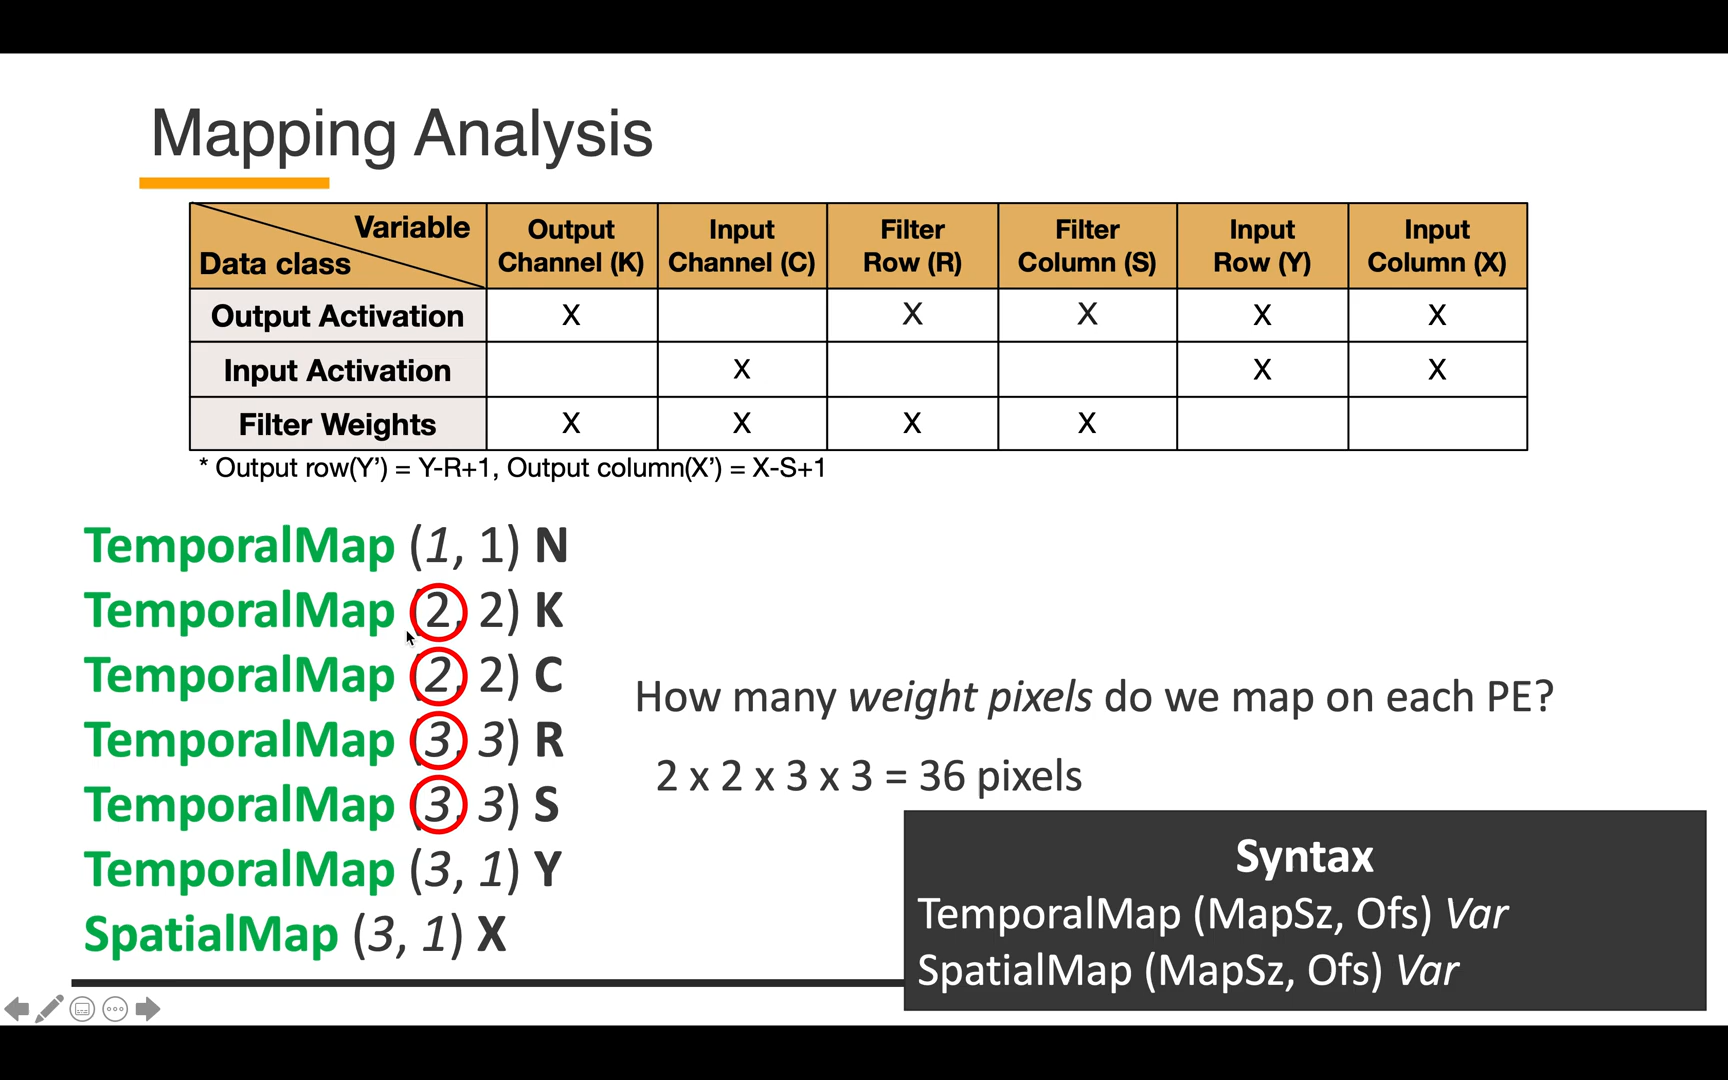 Mapping Analysis
Variable
Data class
Output Channel (K)
Input Channel (C)
Filter Row (R)
Filter Column (S)
Input Row (Y)
Input Column (X)
Output Activation X X X X X
Input Activation X X X
Filter Weights X X X X
* Output row(Y’) = Y-R+1, Output column(X’) = X-S+1
TemporalMap (1, 1) N
TemporalMap (2, 2) K
TemporalMap (2, 2) C
TemporalMap (3, 3) R
TemporalMap (3, 3) S
TemporalMap (3, 1) Y
SpatialMap (3, 1) X
How many weight pixels do we map on each PE?
2 x 2 x 3 x 3 = 36 pixels
Syntax
TemporalMap (MapSz, Ofs) Var
SpatialMap (MapSz, Ofs) Var